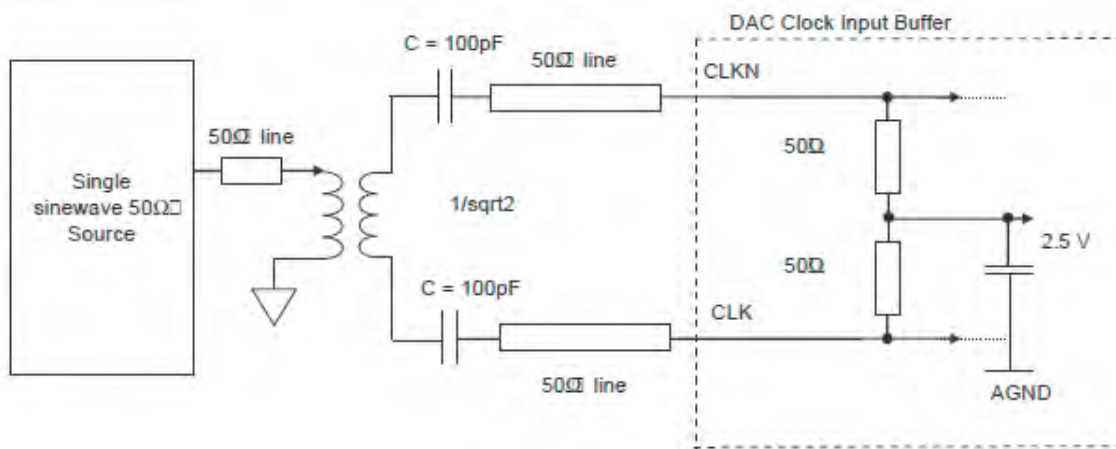 DAC Clock Input Buffer
C = 100pF
50Ω line
CLKN
50Ω line
50Ω
Single
sinewave 50Ω□
Source
1/sqrt2
2.5 V
50Ω
C = 100pF
CLK
50Ω line
AGND